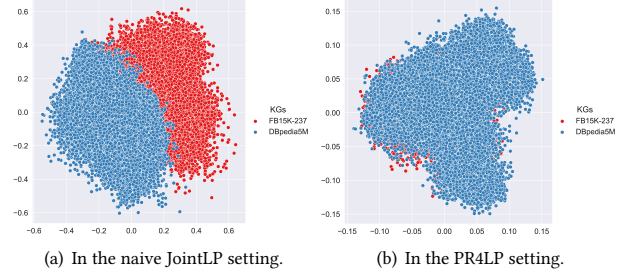 0.6
0.4
0.2
0.0
−0.2
−0.4
−0.6
−0.6 −0.4 −0.2 0.0 0.2 0.4 0.6
KGs
FB15K-237
DBpedia5M
(a) In the naive JointLP setting.
0.15
0.10
0.05
0.00
−0.05
−0.10
−0.15
−0.15 −0.10 −0.05 0.00 0.05 0.10 0.15
KGs
FB15K-237
DBpedia5M
(b) In the PR4LP setting.